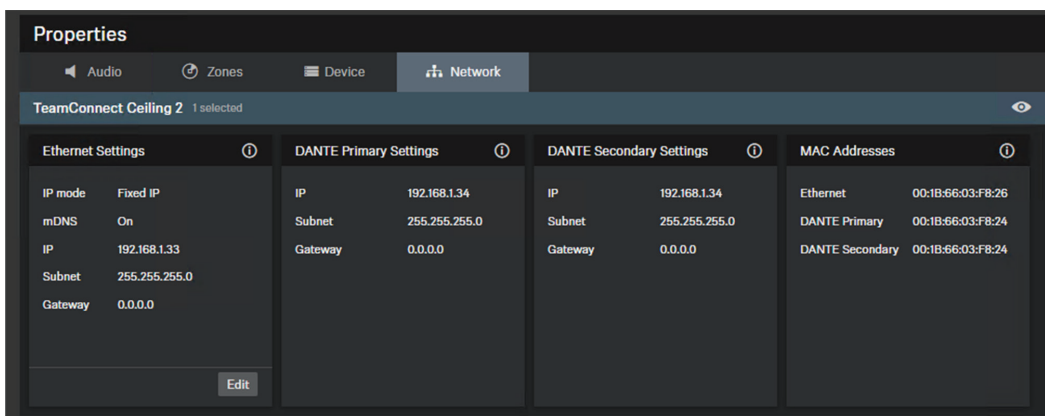 Properties
Audio Zones Device Network
TeamConnect Ceiling 2 1 selected
Ethernet Settings
IP mode Fixed IP
mDNS On
IP 192.168.1.33
Subnet 255.255.255.0
Gateway 0.0.0.0
Edit
DANTE Primary Settings
IP 192.168.1.34
Subnet 255.255.255.0
Gateway 0.0.0.0
DANTE Secondary Settings
IP 192.168.1.34
Subnet 255.255.255.0
Gateway 0.0.0.0
MAC Addresses
Ethernet 00:1B:66:03:F8:26
DANTE Primary 00:1B:66:03:F8:24
DANTE Secondary 00:1B:66:03:F8:24